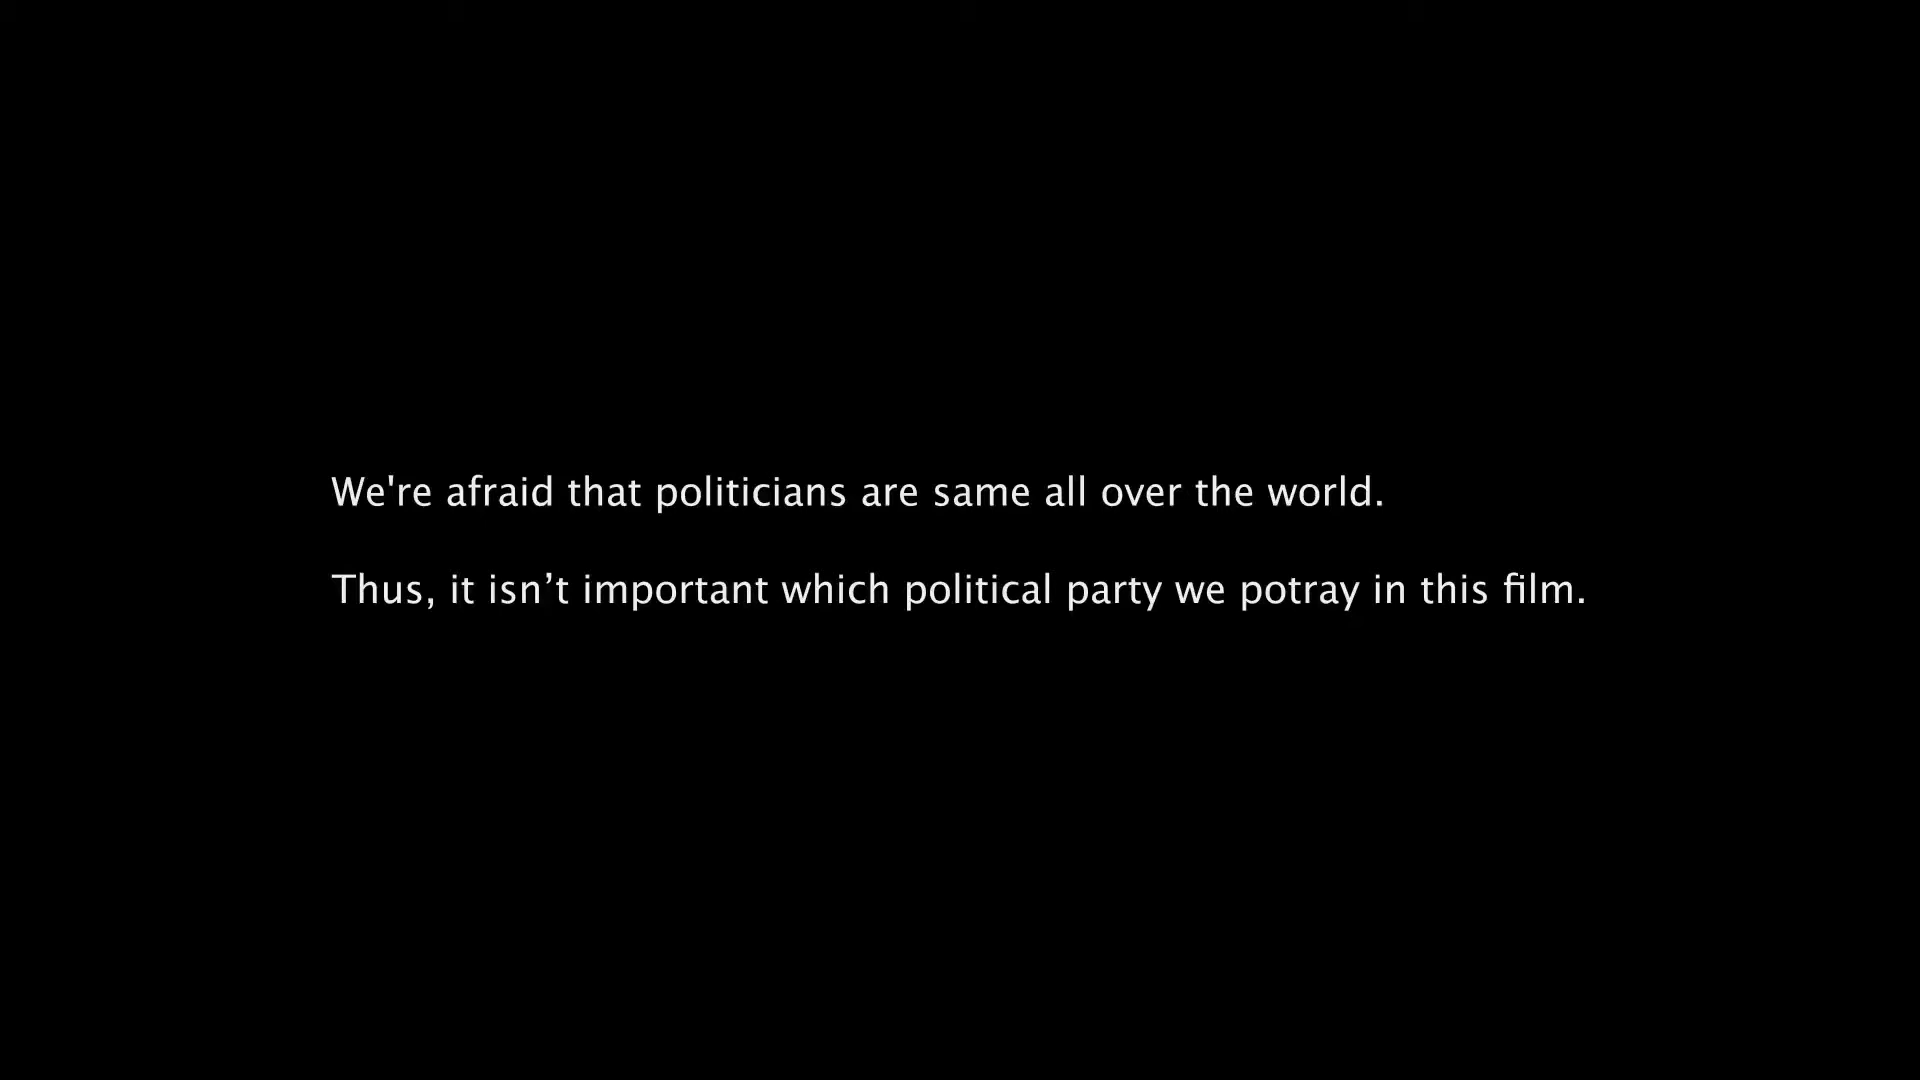 We're afraid that politicians are same all over the world.
Thus, it isn’t important which political party we potray in this film.